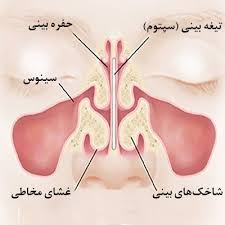 تیغه بینی (سپتوم)
حفره بینی
سینوس
شاخک‌های بینی
غشای مخاطی